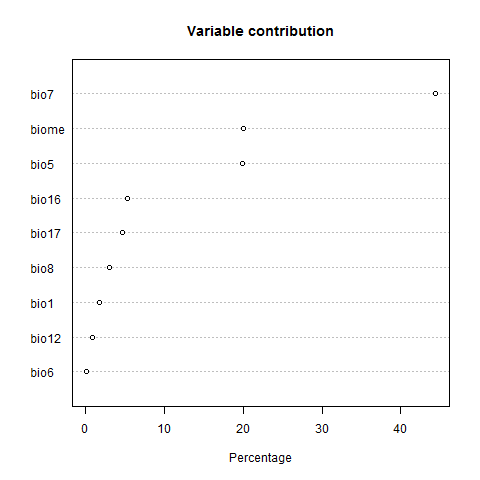 Variable contribution
bio7
biome
bio5
bio16
bio17
bio8
bio1
bio12
bio6
0 10 20 30 40
Percentage